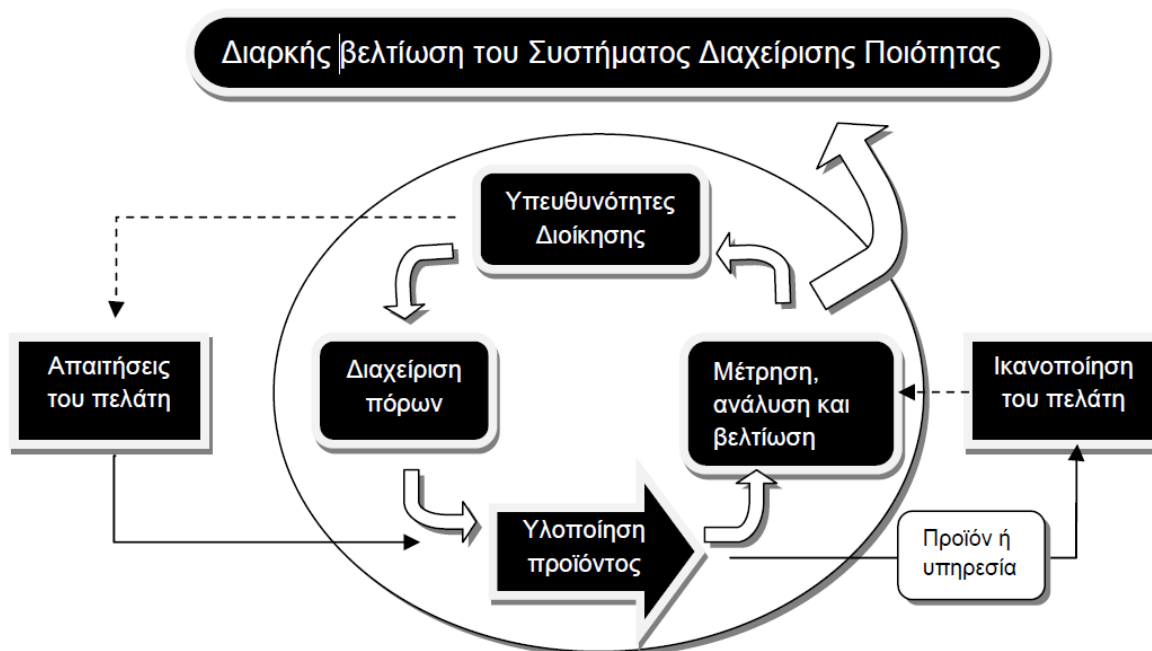 Διαρκής βελτίωση του Συστήματος Διαχείρισης Ποιότητας
Υπευθυνότητες
Διοίκησης
Απαιτήσεις
του πελάτη
Διαχείριση
πόρων
Μέτρηση,
ανάλυση και
βελτίωση
Ικανοποίηση
του πελάτη
Υλοποίηση
προϊόντος
Προϊόν ή
υπηρεσία